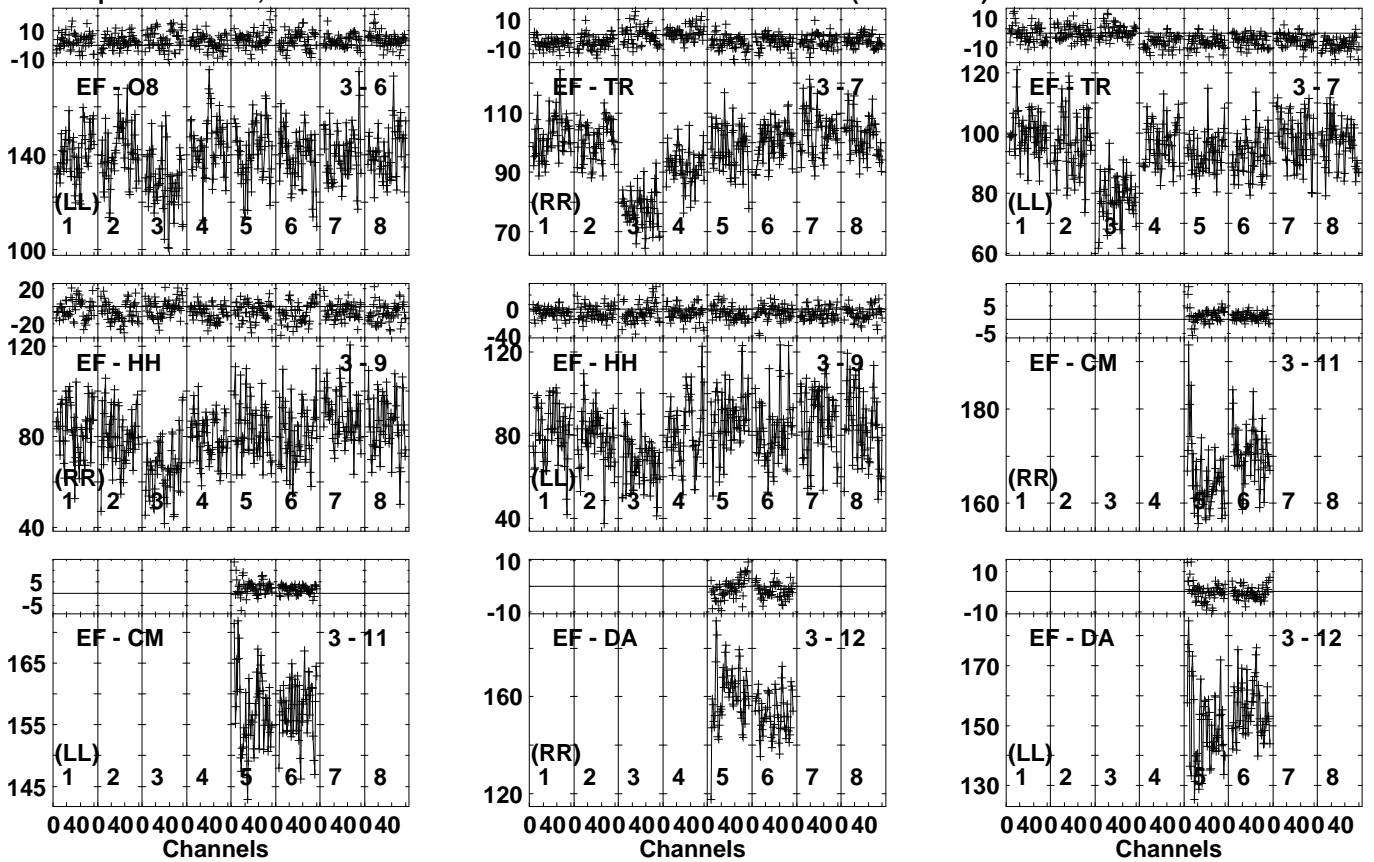 10 10 10
-10 -10 -10
EF - O8 3 - 6 EF - TR 3 - 7 EF - TR 3 - 7
140 110 90 70 120 100 80 60
(LL) (RR) (LL)
1 2 3 4 5 6 7 8 1 2 3 4 5 6 7 8 1 2 3 4 5 6 7 8
100
20 0 5
-20 -40 -5
120 120
EF - HH 3 - 9 EF - HH 3 - 9 EF - CM 3 - 11
80 80 180
(RR) (LL) (RR)
1 2 3 4 5 6 7 8 1 2 3 4 5 6 7 8 1 2 3 4 5 6 7 8
40 40 160
5 10 10
-5 -10 -10
EF - CM 3 - 11 EF - DA 3 - 12 EF - DA 3 - 12
165 160 170
155 150
(LL) (RR) (LL)
1 2 3 4 5 6 7 8 1 2 3 4 5 6 7 8 1 2 3 4 5 6 7 8
145 120 130
0 40 0 40 0 40 0 40 0 40 0 40 0 40 0 40 0 40 0 40 0 40 0 40 0 40 0 40 0 40 0 40 0 40 0 40 0 40 0 40 0 40 0 40 0 40 0 40
Channels Channels Channels